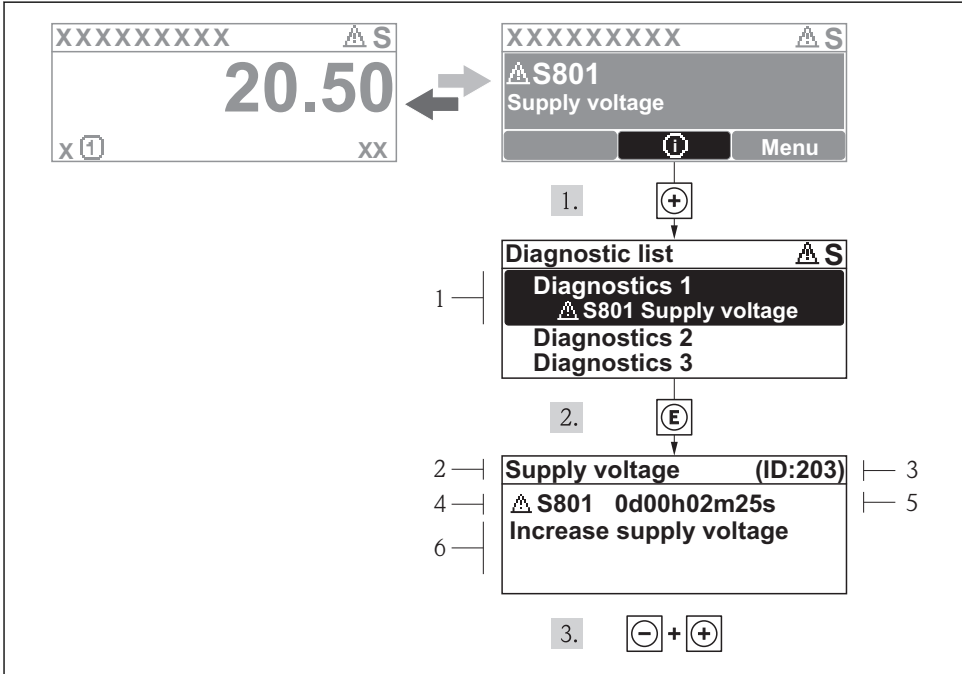 XXXXXXXXX ⚠ S
20.50
x 1 XX
XXXXXXXXX ⚠ S
⚠ S801
Supply voltage
i Menu
1. +
Diagnostic list ⚠ S
1
Diagnostics 1
⚠ S801 Supply voltage
Diagnostics 2
Diagnostics 3
2. E
2 Supply voltage (ID:203) 3
4 ⚠ S801 0d00h02m25s 5
6 Increase supply voltage
3. - + +